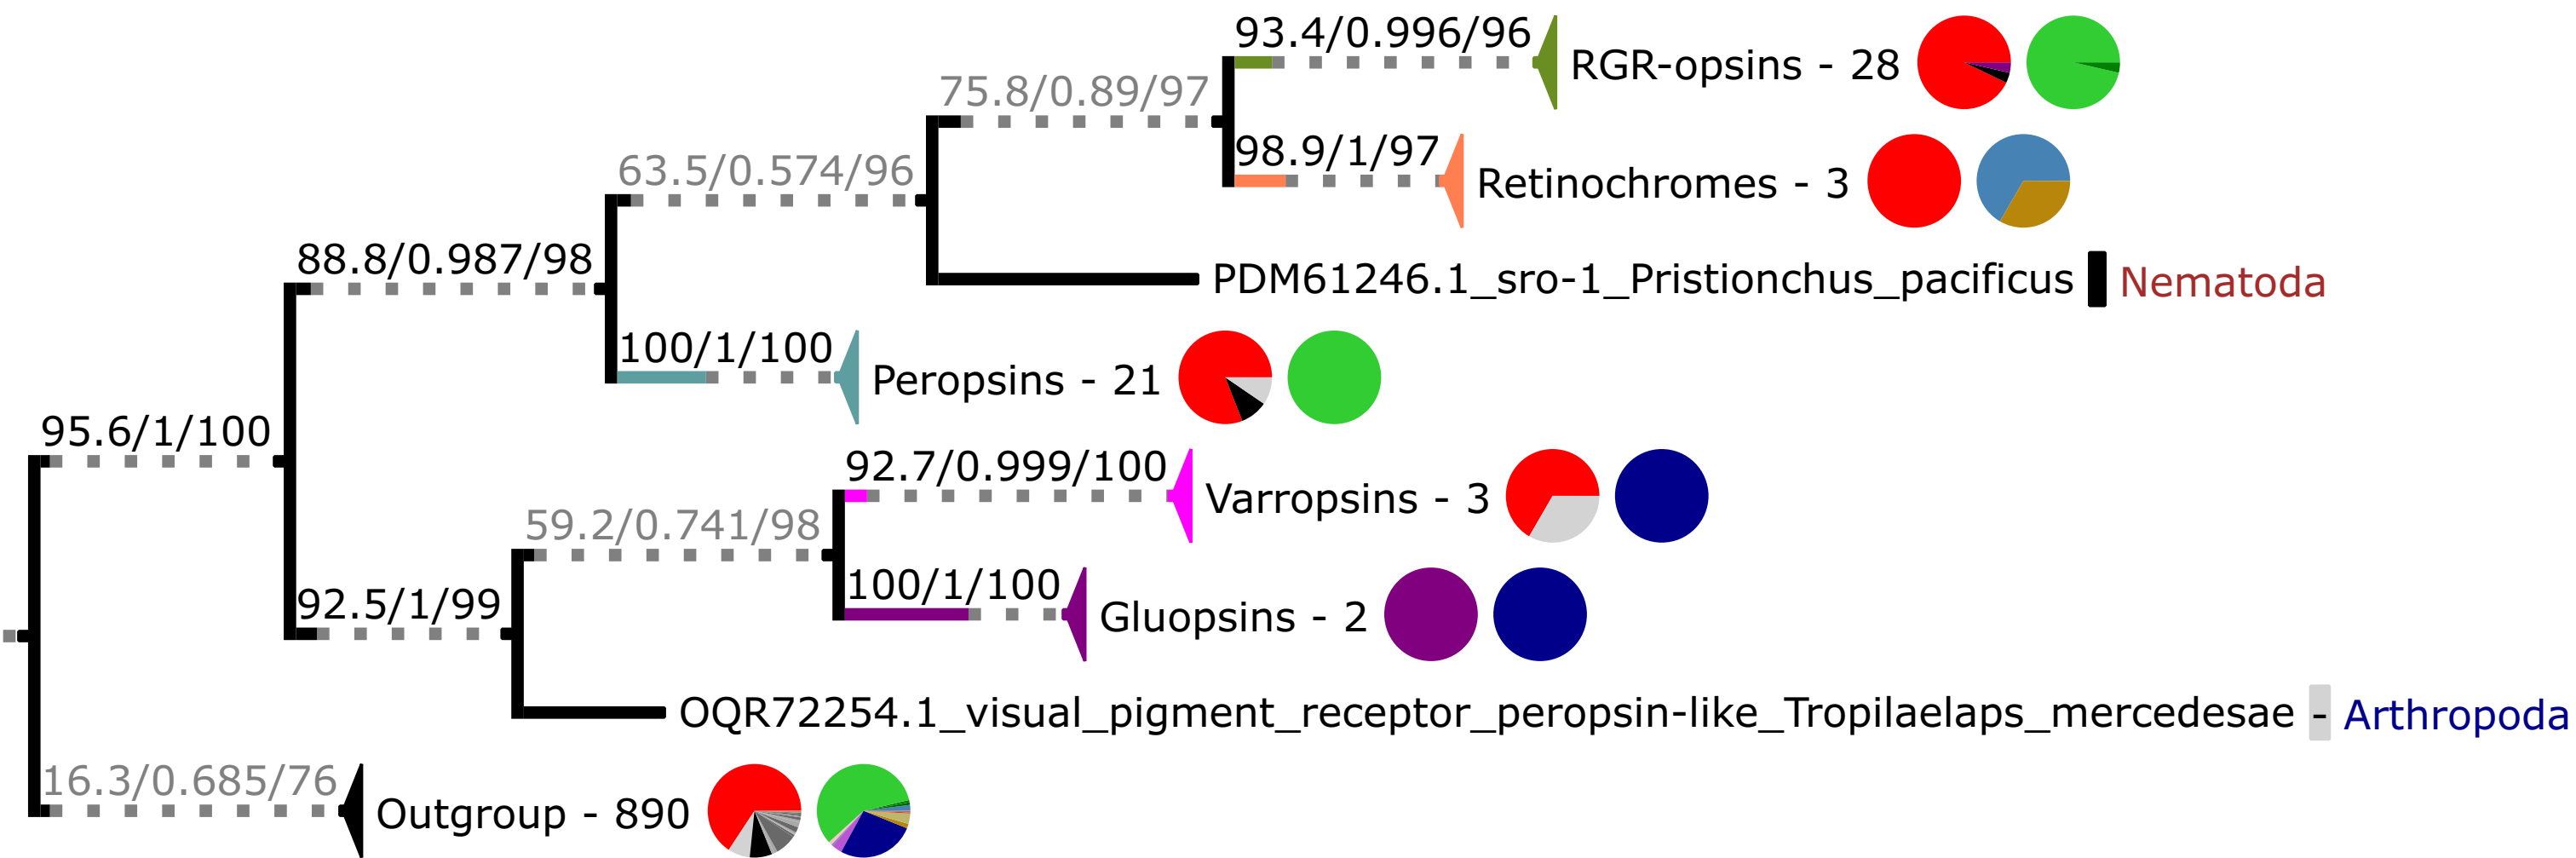 93.4/0.996/96
RGR-opsins - 28
75.8/0.89/97
98.9/1/97
Retinochromes - 3
63.5/0.574/96
88.8/0.987/98
PDM61246.1_sro-1_Pristionchus_pacificus
Nematoda
100/1/100
Peropsins - 21
95.6/1/100
92.7/0.999/100
Varropsins - 3
59.2/0.741/98
100/1/100
Gluopsins - 2
92.5/1/99
OQR72254.1_visual_pigment_receptor_peropsin-like_Tropilaelaps_mercedesae - Arthropoda
16.3/0.685/76
Outgroup - 890